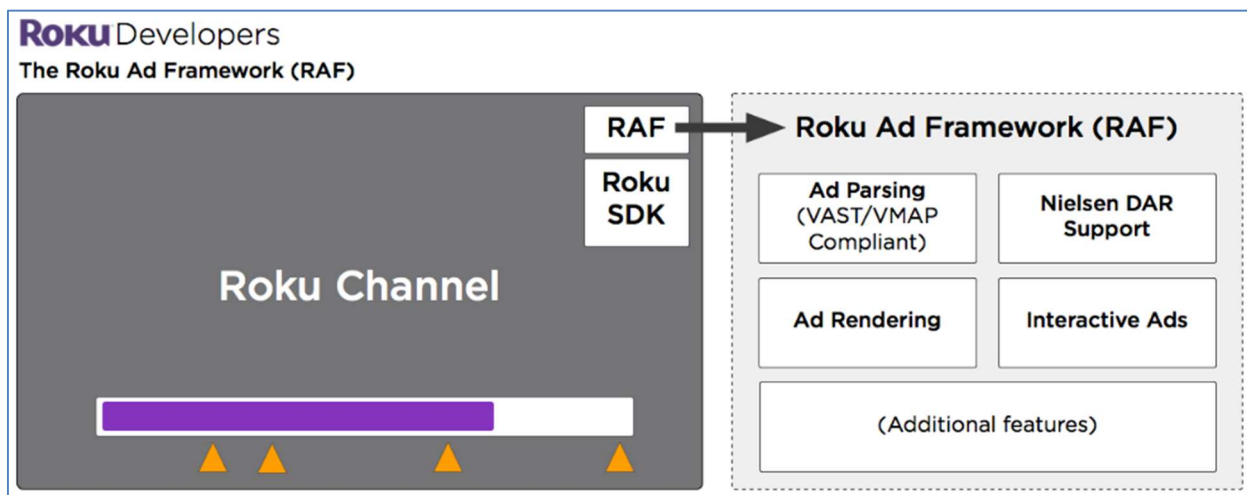 Roku Developers
The Roku Ad Framework (RAF)
RAF
Roku
SDK
Roku Channel
Roku Ad Framework (RAF)
Ad Parsing
(VAST/VMAP
Compliant)
Nielsen DAR
Support
Ad Rendering
Interactive Ads
(Additional features)